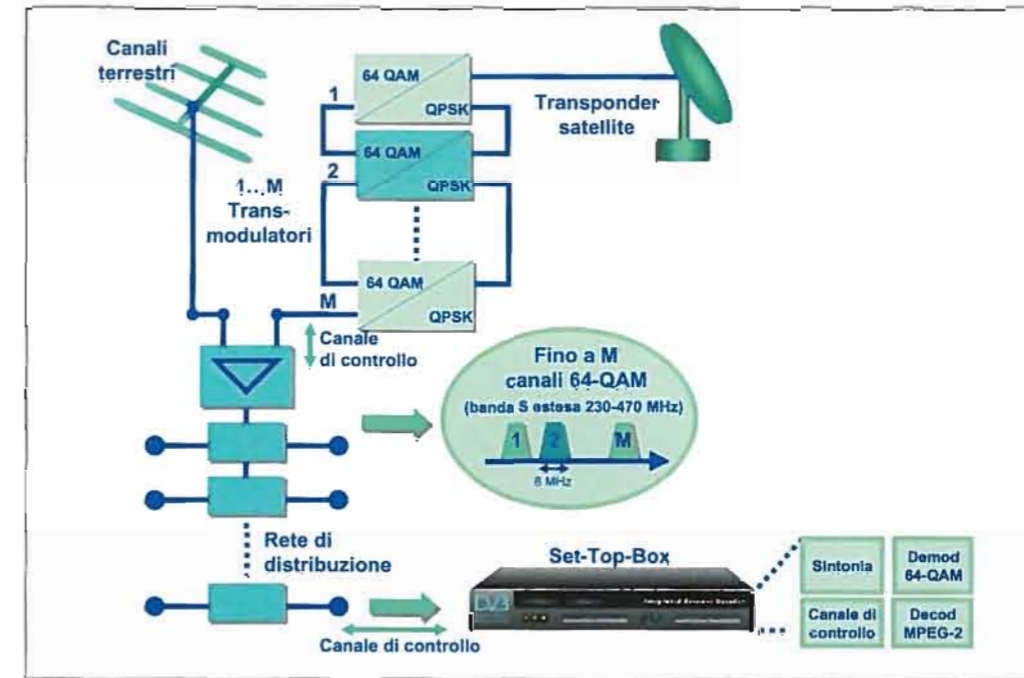 Canali
terrestri
1
64 QAM
QPSK
Transponder
satellite
64 QAM
QPSK
2
1...M
Trans-
modulatori
64 QAM
QPSK
M
Canale
di controllo
Fino a M
canali 64-QAM
(banda S estesa 230-470 MHz)
1
2
M
8 MHz
Rete di
distribuzione
Set-Top-Box
Canale di controllo
Sintonia
Demod
64-QAM
Canale di
controllo
Decod
MPEG-2